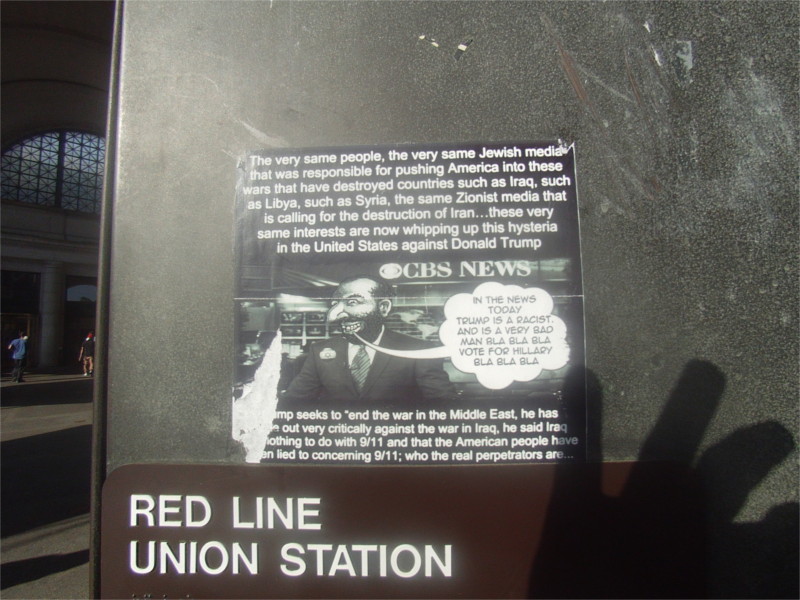 The very same people, the very same Jewish media
that was responsible for pushing America into these
wars that have destroyed countries such as Iraq, such
as Libya, such as Syria, the same Zionist media that
is calling for the destruction of Iran...these very
same interests are now whipping up this hysteria
in the United States against Donald Trump
CBS NEWS
IN THE NEWS
TODAY
TRUMP IS A RACIST.
AND IS A VERY BAD
MAN BLA BLA BLA
VOTE FOR HILLARY
BLA BLA BLA
ump seeks to "end the war in the Middle East, he has
e out very critically against the war in Iraq, he said Iraq
nothing to do with 9/11 and that the American people have
en lied to concerning 9/11; who the real perpetrators are...
RED LINE
UNION STATION